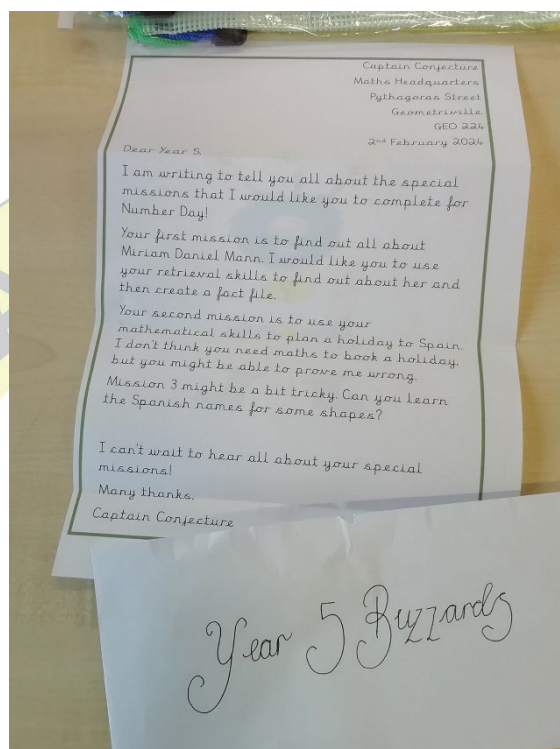 Captain Conjecture
Maths Headquarters
Pythagoras Street
Geometriville
GEO 224
2nd February 2024
Dear Year 5,
I am writing to tell you all about the special
missions that I would like you to complete for
Number Day!
Your first mission is to find out all about
Miriam Daniel Mann. I would like you to use
your retrieval skills to find out about her and
then create a fact file.
Your second mission is to use your
mathematical skills to plan a holiday to Spain.
I don't think you need maths to book a holiday,
but you might be able to prove me wrong.
Mission 3 might be a bit tricky. Can you learn
the Spanish names for some shapes?
I can't wait to hear all about your special
missions!
Many thanks,
Captain Conjecture
Year 5 Buzzards